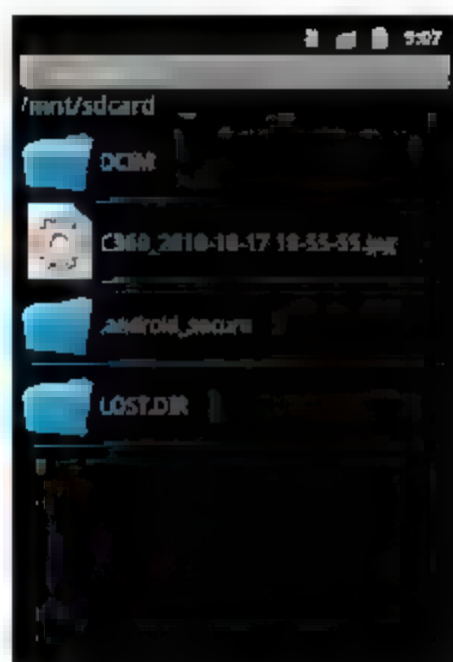 5:07
/mnt/sdcard
DCIM
C360_2010-10-17 18-55-55.jpg
.android_secure
LOST.DIR